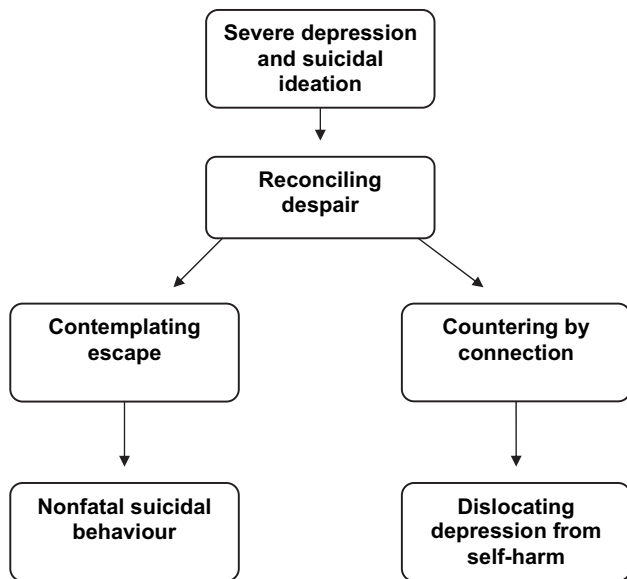 Severe depression
and suicidal
ideation
Reconciling
despair
Contemplating
escape
Countering by
connection
Nonfatal suicidal
behaviour
Dislocating
depression from
self-harm